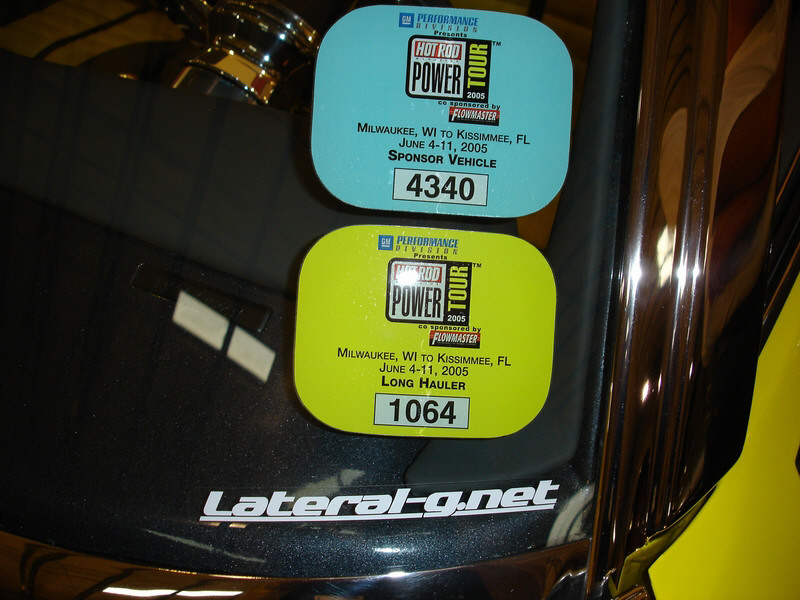 GM PERFORMANCE
DIVISION
Presents
HOT ROD
POWER
TOUR™
2005
co sponsored by
FLOWMASTER
MILWAUKEE, WI TO KISSIMMEE, FL
JUNE 4-11, 2005
SPONSOR VEHICLE
4340
GM PERFORMANCE
DIVISION
Presents
HOT ROD
POWER
TOUR™
2005
co sponsored by
FLOWMASTER
MILWAUKEE, WI TO KISSIMMEE, FL
JUNE 4-11, 2005
LONG HAULER
1064
Lateral-g.net